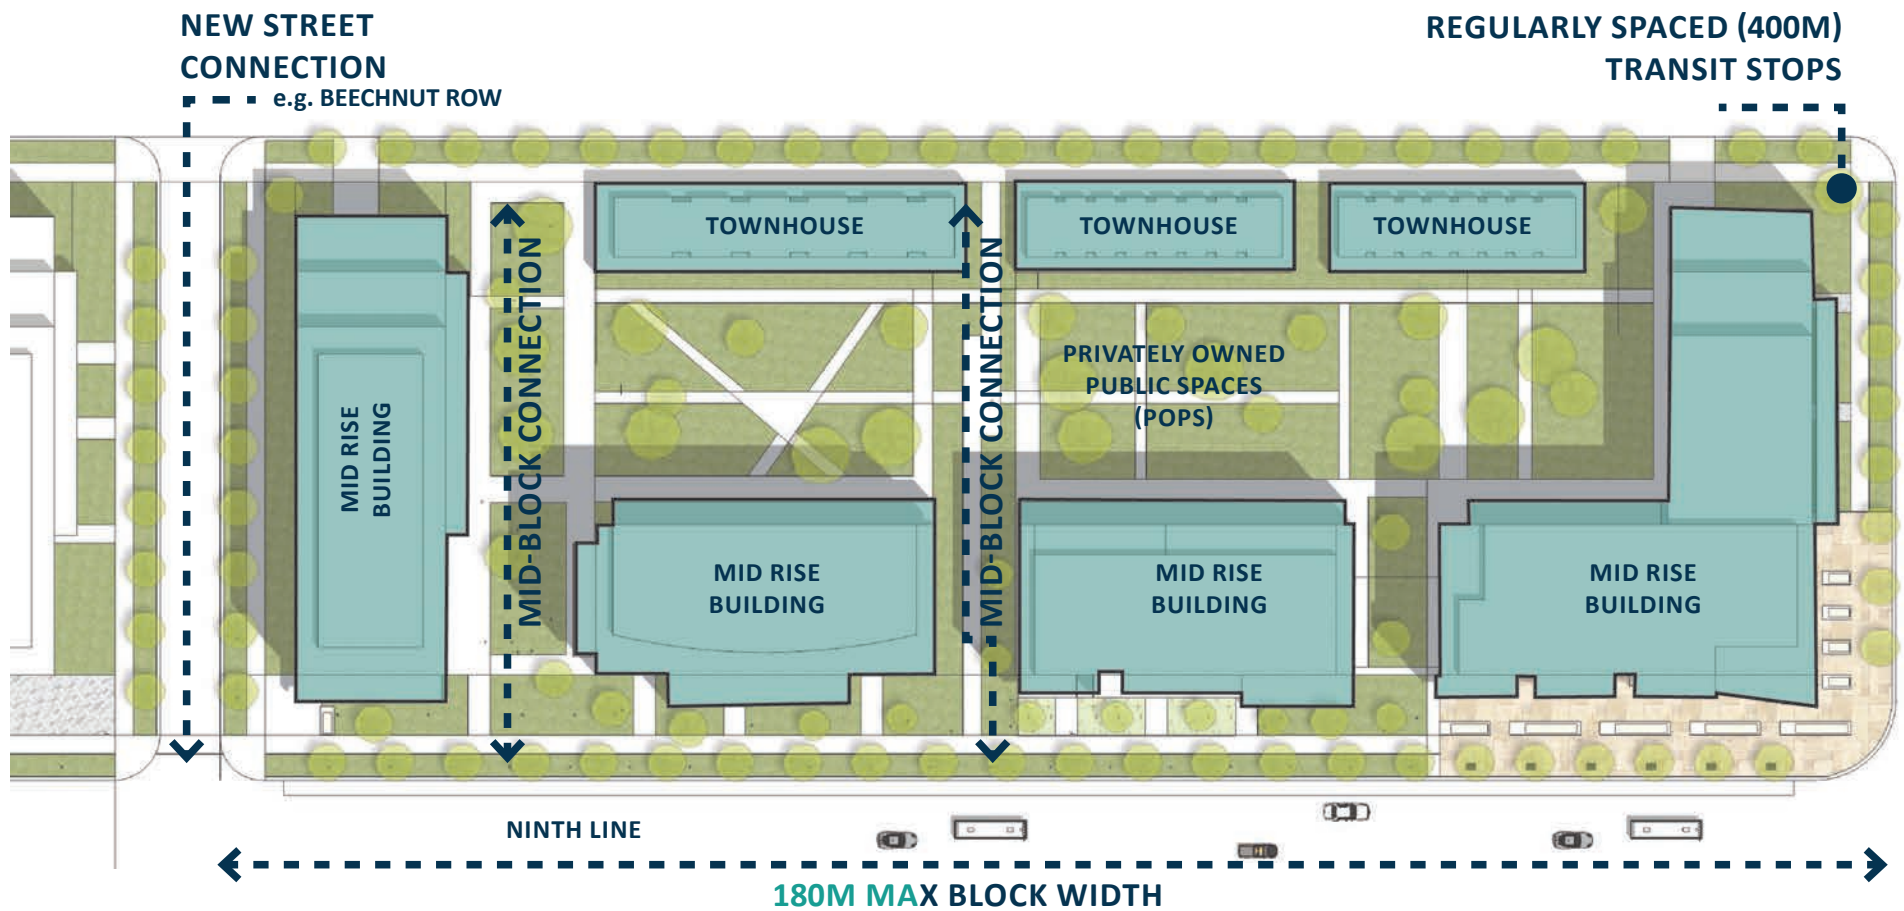 NEW STREET
CONNECTION
e.g. BEECHNUT ROW
REGULARLY SPACED (400M)
TRANSIT STOPS
TOWNHOUSE
TOWNHOUSE
TOWNHOUSE
MID RISE
BUILDING
MID-BLOCK CONNECTION
MID-BLOCK CONNECTION
PRIVATELY OWNED
PUBLIC SPACES
(POPS)
MID RISE
BUILDING
MID RISE
BUILDING
MID RISE
BUILDING
NINTH LINE
180M MAX BLOCK WIDTH